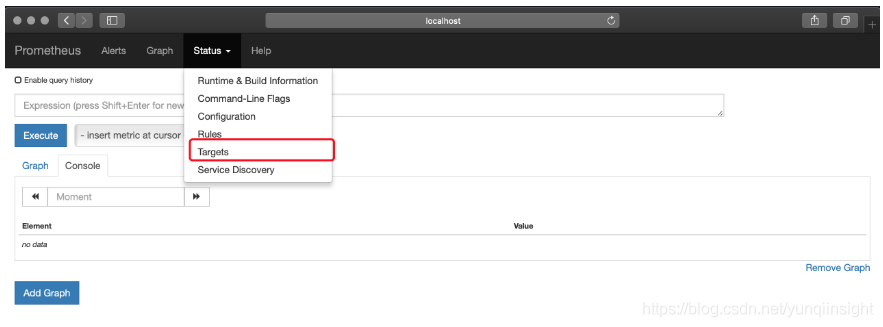 localhost
Prometheus Alerts Graph Status Help
Enable query history
Runtime & Build Information
Command-Line Flags
Configuration
Rules
Targets
Service Discovery
Expression (press Shift+Enter for new
Execute - insert metric at cursor
Graph Console
Moment
Element Value
no data
Remove Graph
Add Graph
https://blog.csdn.net/yunqiinsight